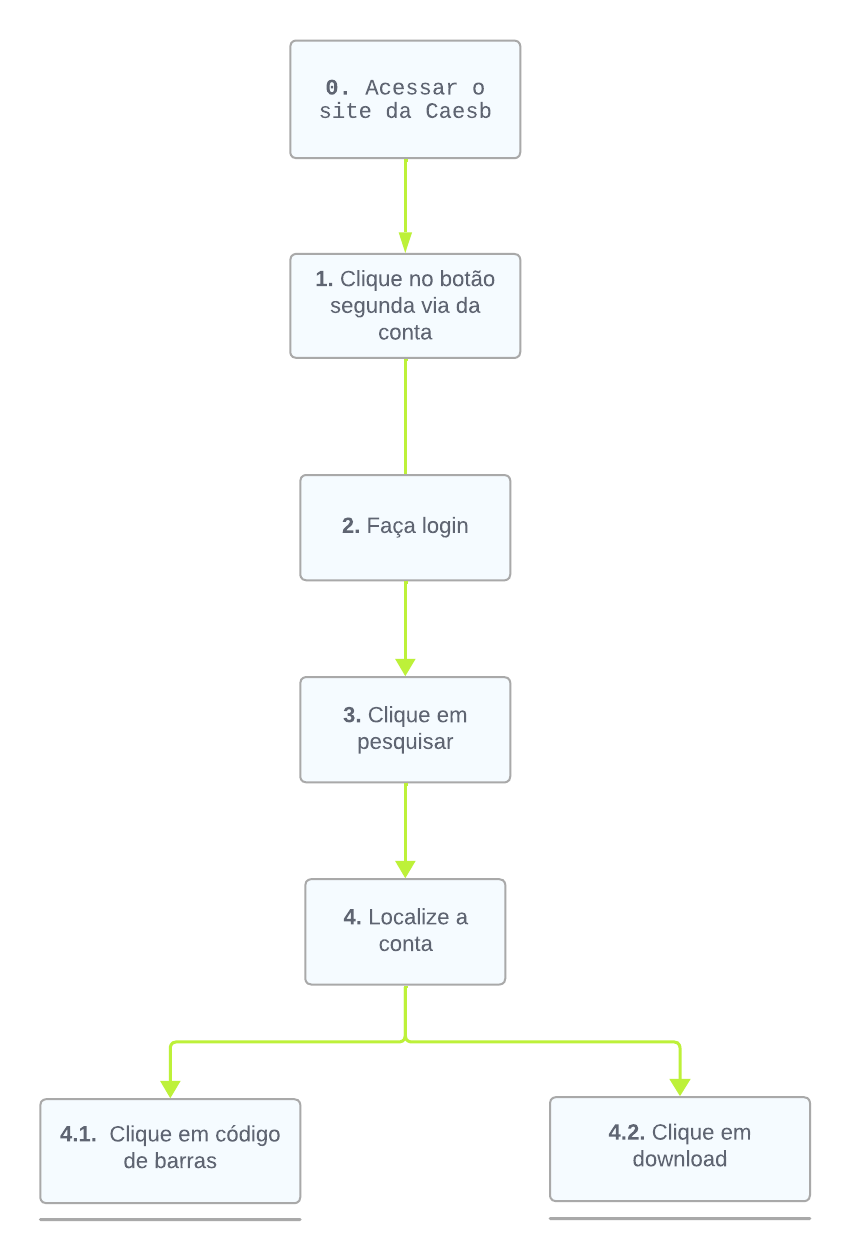 0. Acessar o
site da Caesb
1. Clique no botão
segunda via da
conta
2. Faça login
3. Clique em
pesquisar
4. Localize a
conta
4.1. Clique em código
de barras
4.2. Clique em
download